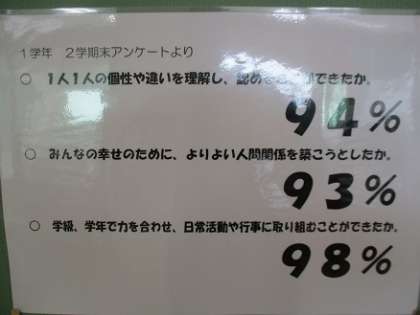 1学年　2学期末アンケートより
○　1人1人の個性や違いを理解し、認め ができたか。
94%
○　みんなの幸せのために、よりよい人間関係を築こうとしたか。
93%
○　学級、学年で力を合わせ、日常活動や行事に取り組むことができたか。
98%